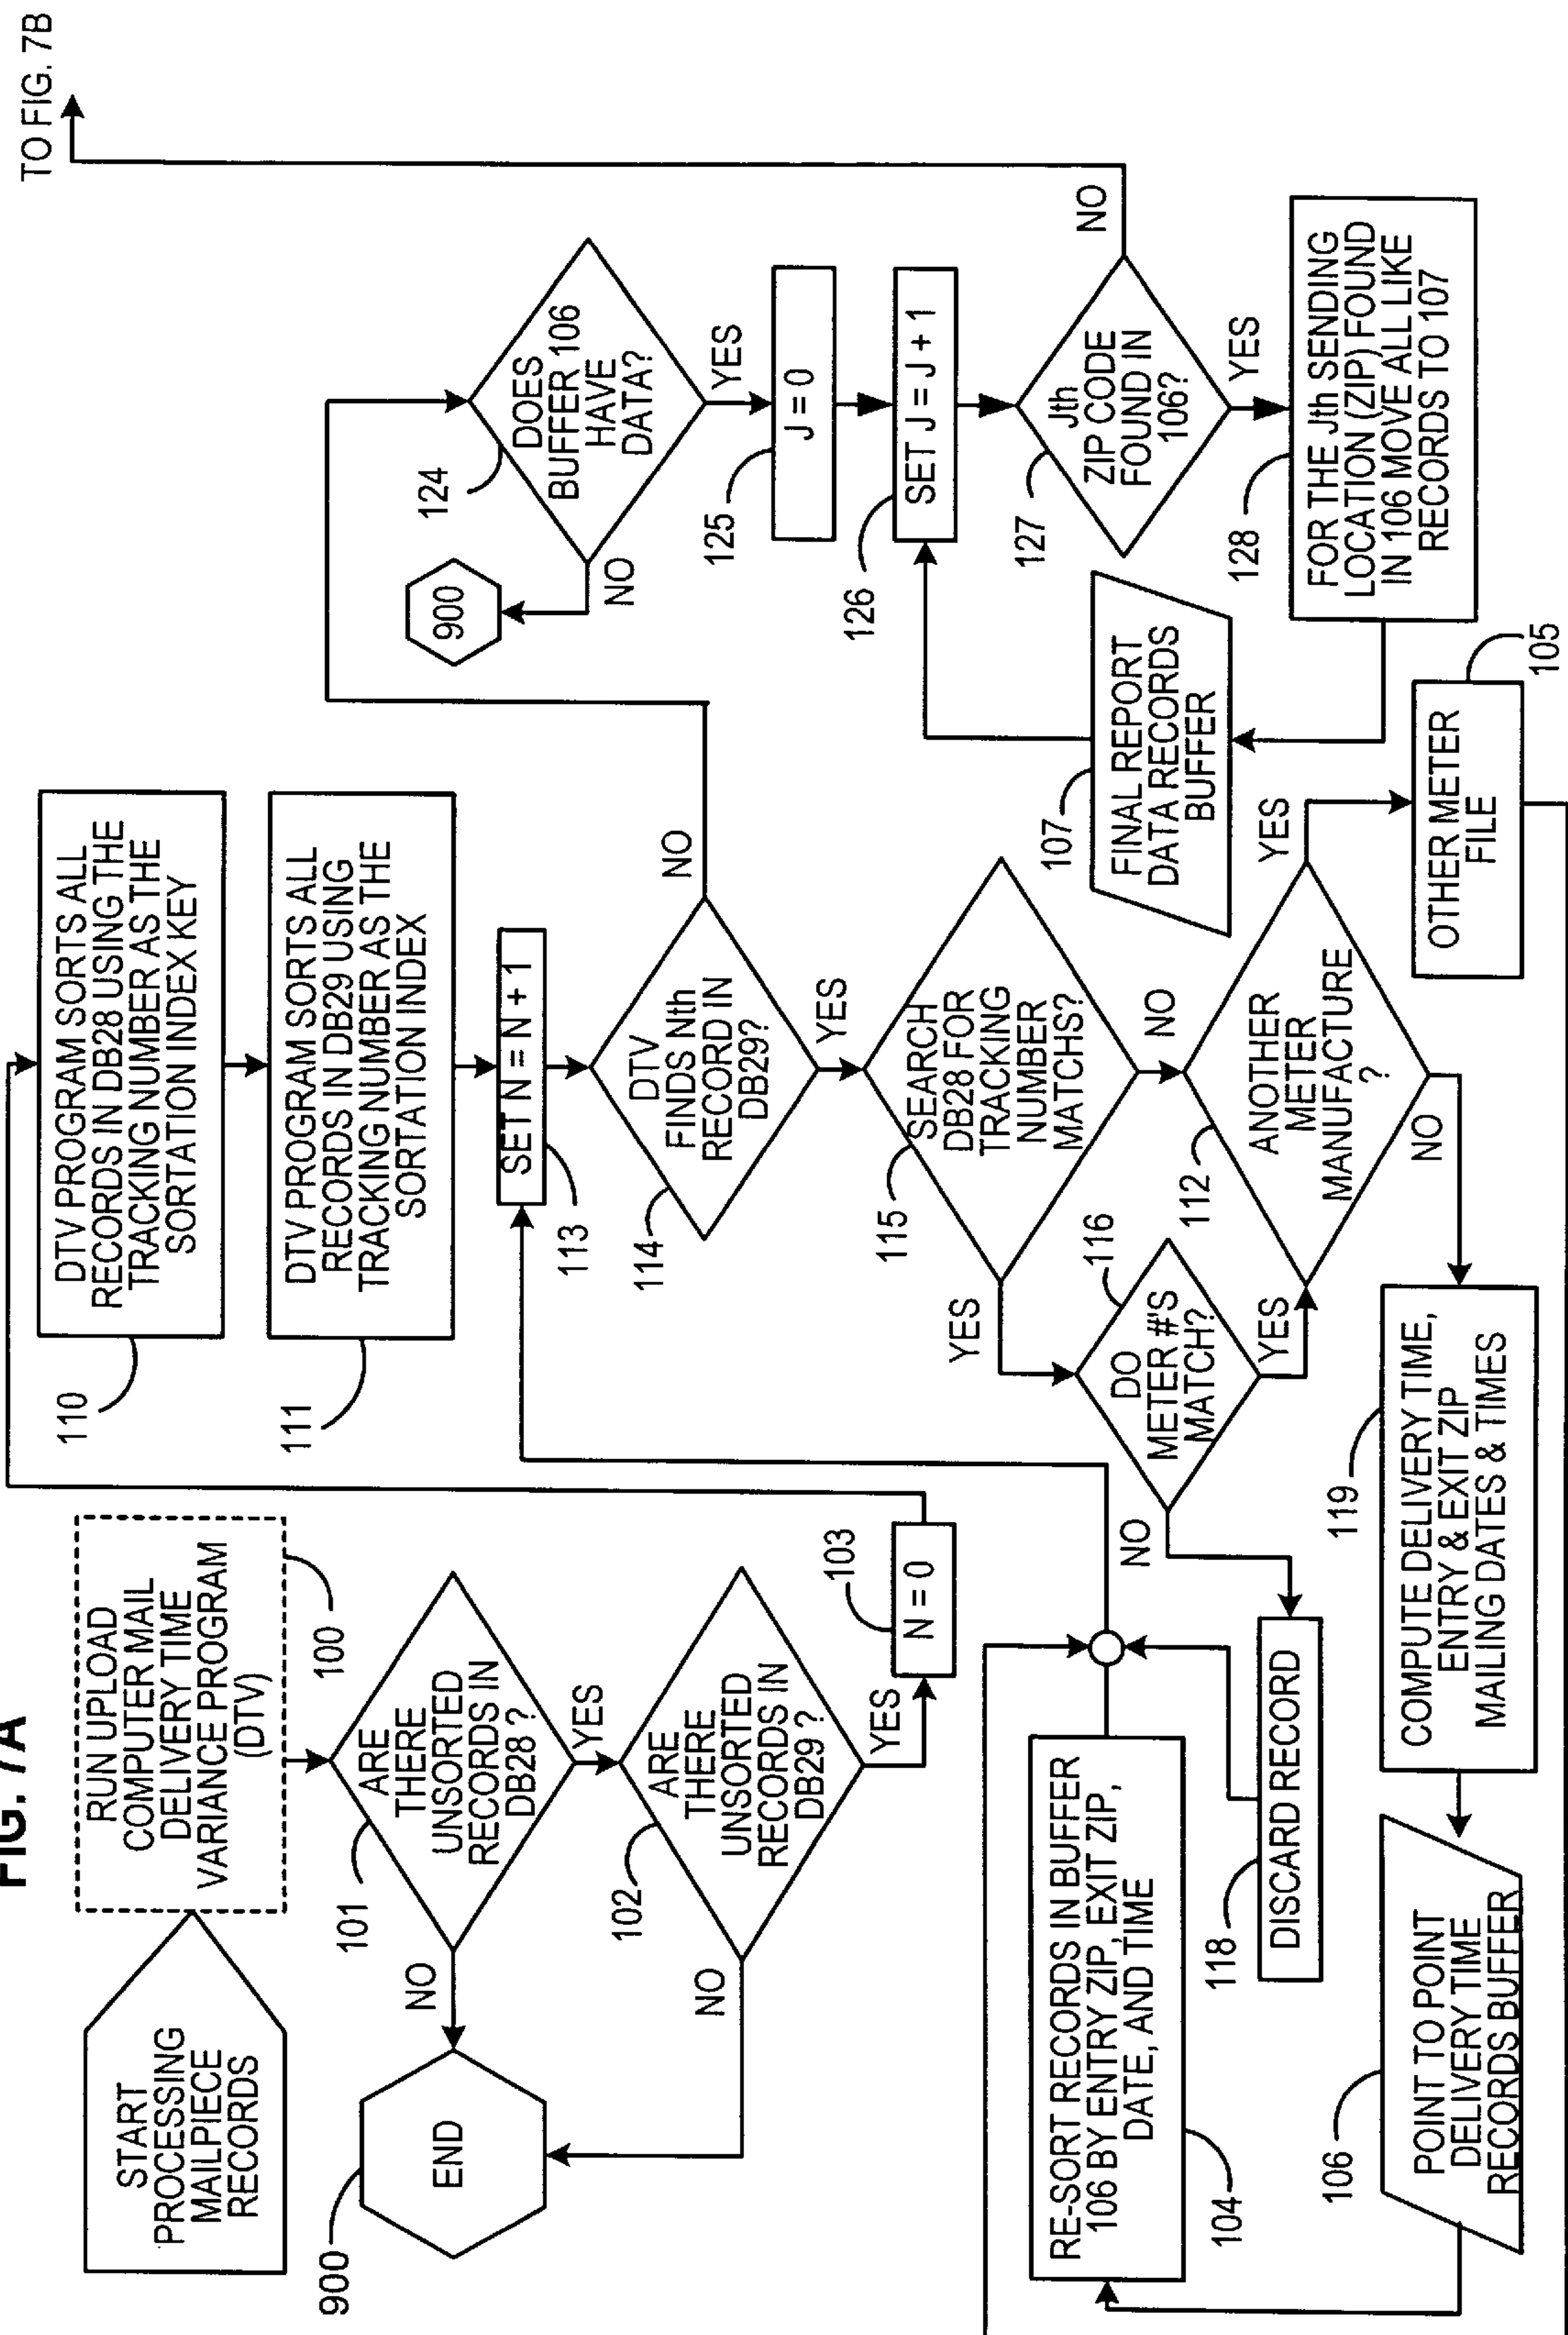 FIG. 7A
START
PROCESSING
MAILPIECE
RECORDS
RUN UPLOAD
COMPUTER MAIL
DELIVERY TIME
VARIANCE PROGRAM
(DTV)
100
101
ARE
THERE
UNSORTED
RECORDS IN
DB28 ?
NO
YES
900
END
102
ARE
THERE
UNSORTED
RECORDS IN
DB29 ?
NO
YES
103
N = 0
110
DTV PROGRAM SORTS ALL
RECORDS IN DB28 USING THE
TRACKING NUMBER AS THE
SORTATION INDEX KEY
111
DTV PROGRAM SORTS ALL
RECORDS IN DB29 USING
TRACKING NUMBER AS THE
SORTATION INDEX
SET N = N + 1
113
114
DTV
FINDS Nth
RECORD IN
DB29?
NO
YES
115
SEARCH
DB28 FOR
TRACKING
NUMBER
MATCHS?
YES
NO
116
DO
METER #'S
MATCH?
NO
YES
112
ANOTHER
METER
MANUFACTURE
?
YES
NO
OTHER METER
FILE
105
RE-SORT RECORDS IN BUFFER
106 BY ENTRY ZIP, EXIT ZIP,
DATE, AND TIME
104
118
DISCARD RECORD
119
COMPUTE DELIVERY TIME,
ENTRY & EXIT ZIP
MAILING DATES & TIMES
106
POINT TO POINT
DELIVERY TIME
RECORDS BUFFER
124
DOES
BUFFER 106
HAVE
DATA?
NO
900
YES
125
J = 0
126
SET J = J + 1
127
Jth
ZIP CODE
FOUND IN
106?
NO
TO FIG. 7B
YES
128
FOR THE Jth SENDING
LOCATION (ZIP) FOUND
IN 106 MOVE ALL LIKE
RECORDS TO 107
107
FINAL REPORT
DATA RECORDS
BUFFER